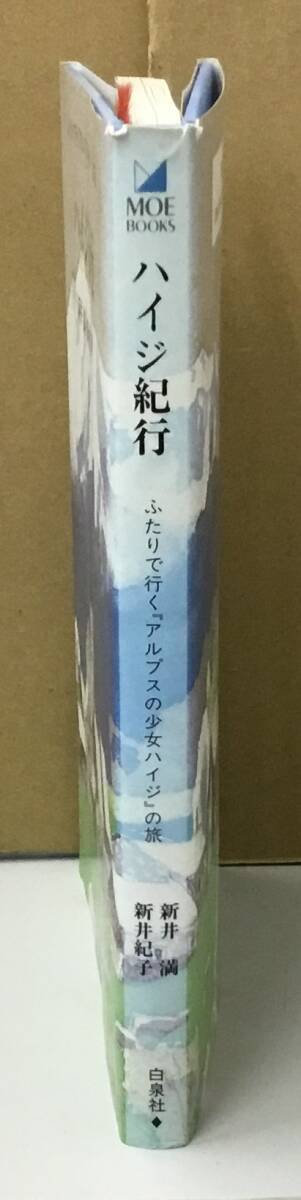 MOE
BOOKS
ハイジ紀行
ふたりで行く『アルプスの少女ハイジ』の旅
新井 満
新井紀子
白泉社◆